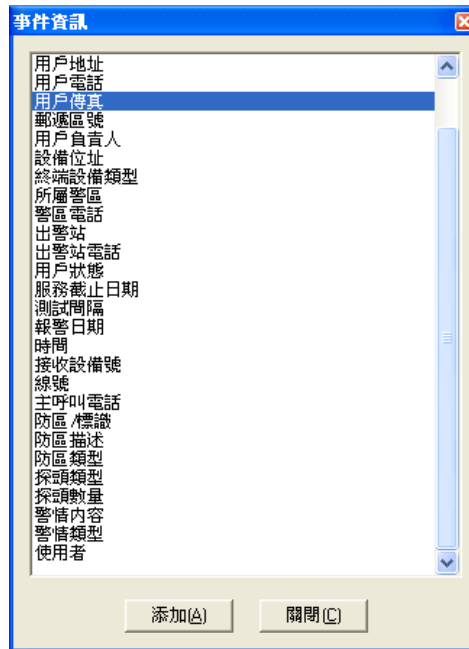 事件資訊
用戶地址
用戶電話
用戶傳真
郵遞區號
用戶負責人
設備位址
終端設備類型
所屬警區
警區電話
出警站
出警站電話
用戶狀態
服務截止日期
測試間隔
報警日期
時間
接收設備號
線號
主呼叫電話
防區/標識
防區描述
防區類型
探頭類型
探頭數量
警情內容
警情類型
使用者
添加(A) 關閉(C)